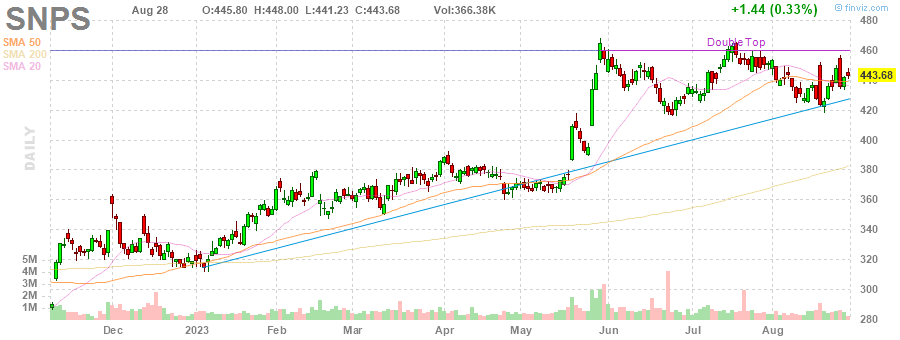 SNPS
Aug 28 O:445.80 H:448.00 L:441.23 C:443.68 Vol:366.38K +1.44 (0.33%)
© finviz.com
SMA 50
SMA 200
SMA 20
DAILY
Double Top
480
460
443.68
420
400
380
360
340
320
300
280
5M
4M
3M
2M
1M
Dec 2023 Feb Mar Apr May Jun Jul Aug